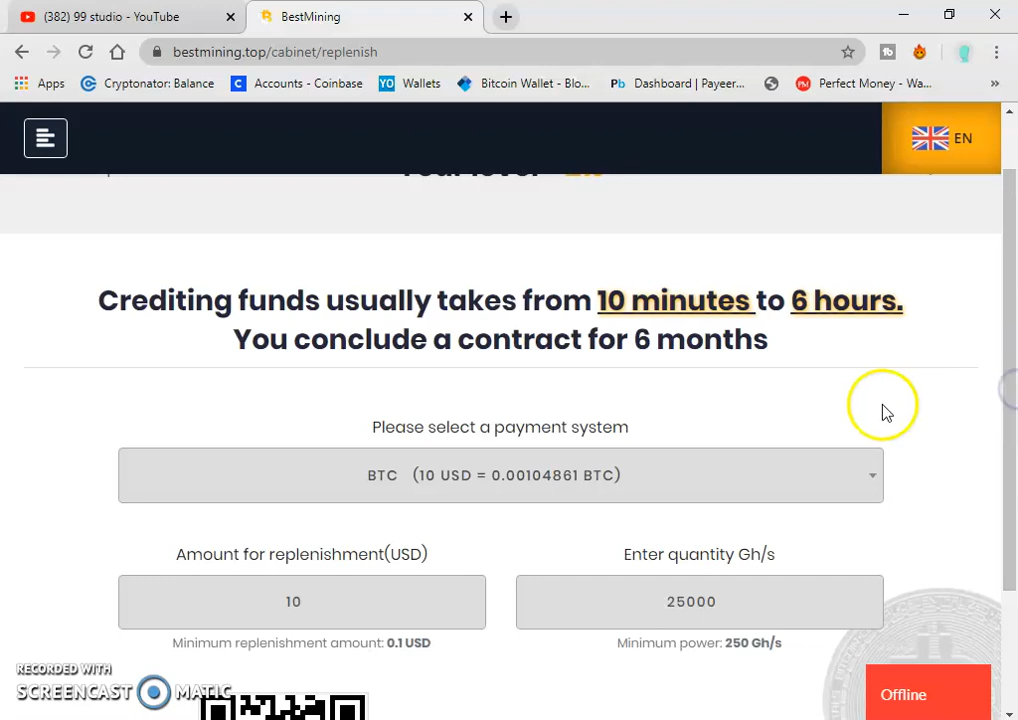 (382) 99 studio - YouTube
BestMining
bestmining.top/cabinet/replenish
Apps
Cryptonator: Balance
Accounts - Coinbase
YO Wallets
Bitcoin Wallet - Blo...
Pb Dashboard | Payeer...
PM Perfect Money - Wa...
EN
Crediting funds usually takes from 10 minutes to 6 hours.
You conclude a contract for 6 months
Please select a payment system
BTC (10 USD = 0.00104861 BTC)
Amount for replenishment(USD)
Enter quantity Gh/s
10
25000
Minimum replenishment amount: 0.1 USD
Minimum power: 250 Gh/s
RECORDED WITH
SCREENCAST MATIC
Offline